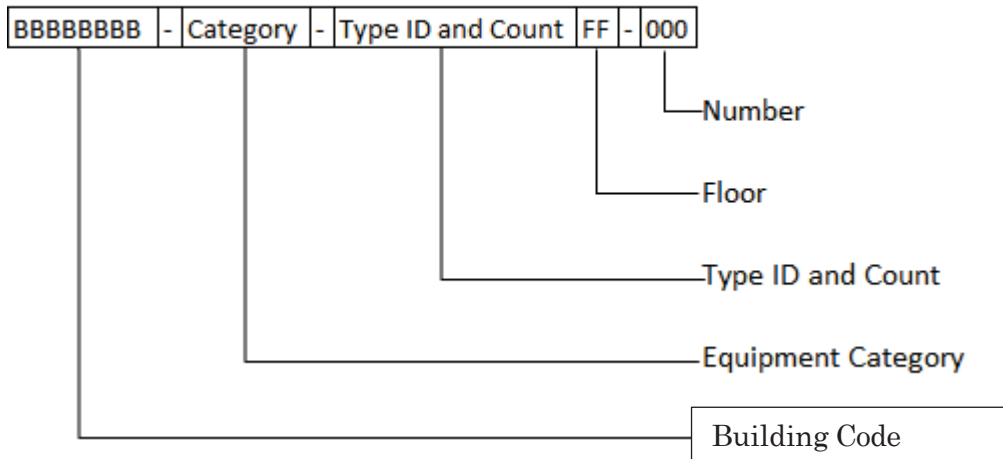 BBBBBBBB - Category - Type ID and Count FF - 000
Number
Floor
Type ID and Count
Equipment Category
Building Code